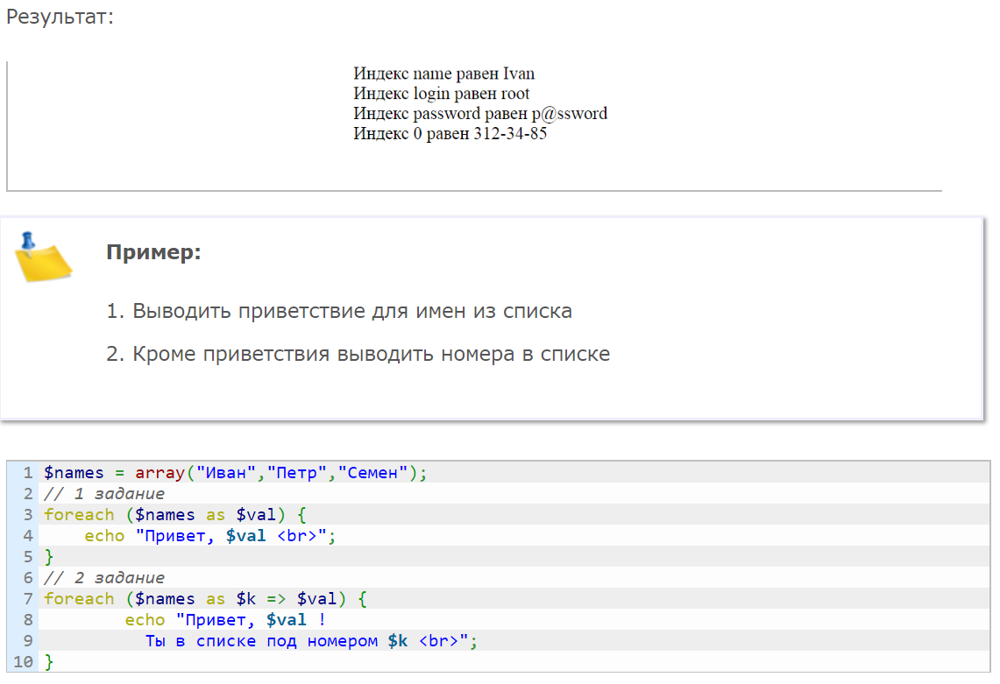 Результат:
Индекс name равен Ivan
Индекс login равен root
Индекс password равен p@ssword
Индекс 0 равен 312-34-85
Пример:
1. Выводить приветствие для имен из списка
2. Кроме приветствия выводить номера в списке
1 $names = array("Иван","Петр","Семен");
2 // 1 задание
3 foreach ($names as $val) {
4     echo "Привет, $val <br>";
5 }
6 // 2 задание
7 foreach ($names as $k => $val) {
8         echo "Привет, $val !
9           Ты в списке под номером $k <br>";
10 }